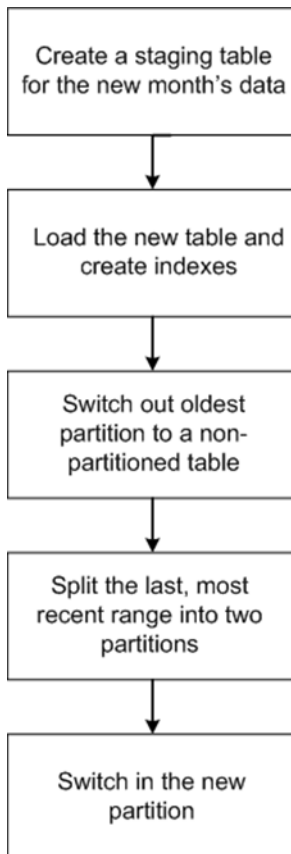 Create a staging table
for the new month's data
Load the new table and
create indexes
Switch out oldest
partition to a non-
partitioned table
Split the last, most
recent range into two
partitions
Switch in the new
partition